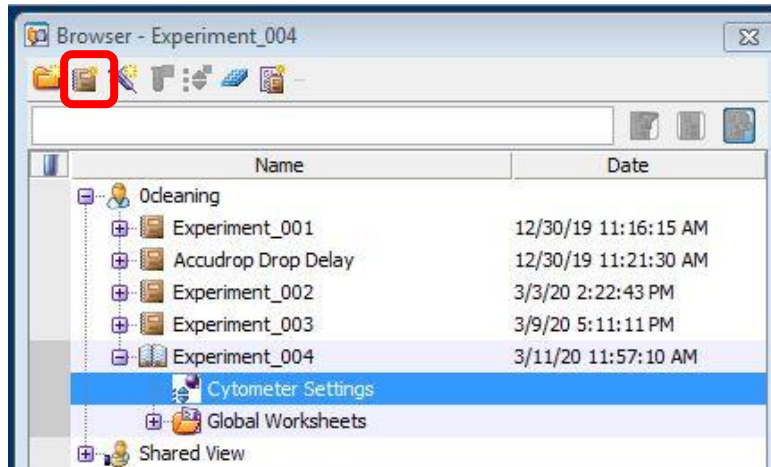 Browser - Experiment_004
Name Date
0cleaning
Experiment_001 12/30/19 11:16:15 AM
Accudrop Drop Delay 12/30/19 11:21:30 AM
Experiment_002 3/3/20 2:22:43 PM
Experiment_003 3/9/20 5:11:11 PM
Experiment_004 3/11/20 11:57:10 AM
Cytometer Settings
Global Worksheets
Shared View